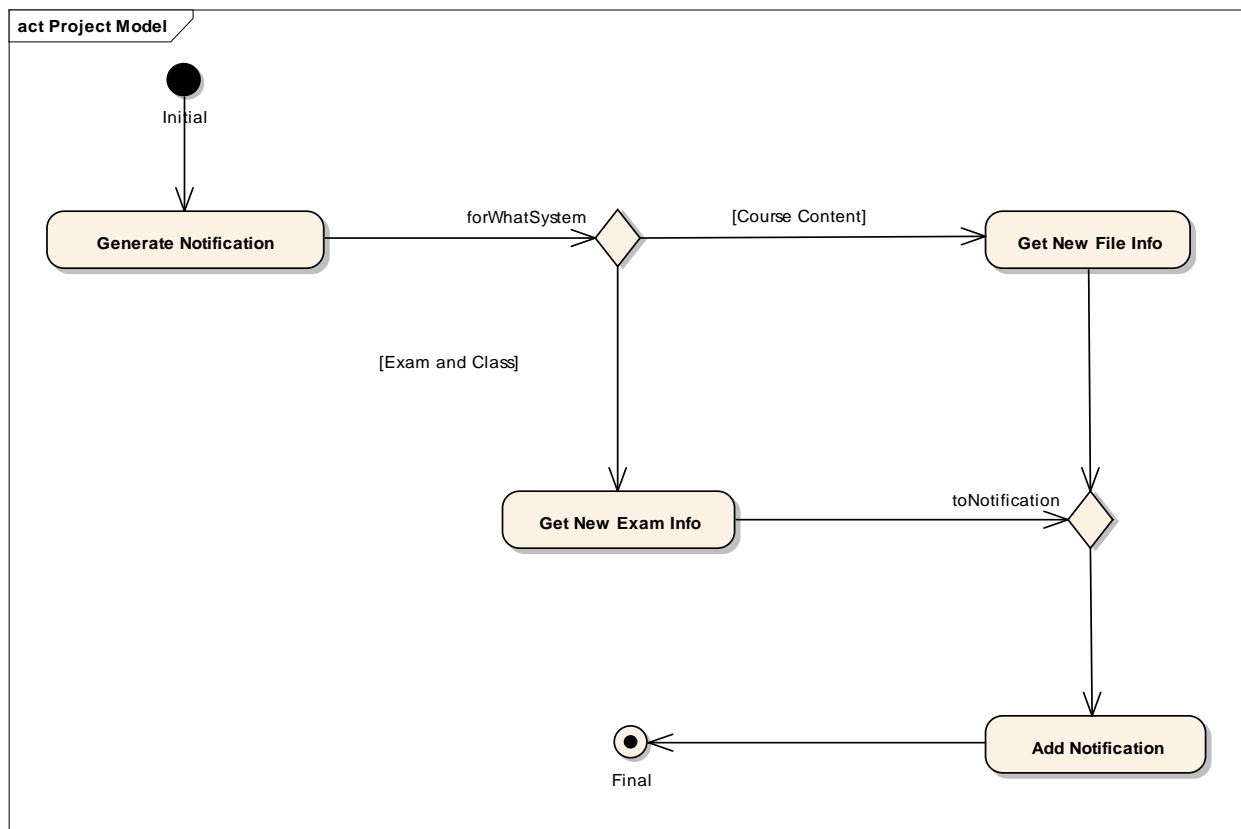 act Project Model
Initial
forWhatSystem
[Course Content]
Generate Notification
Get New File Info
[Exam and Class]
toNotification
Get New Exam Info
Add Notification
Final